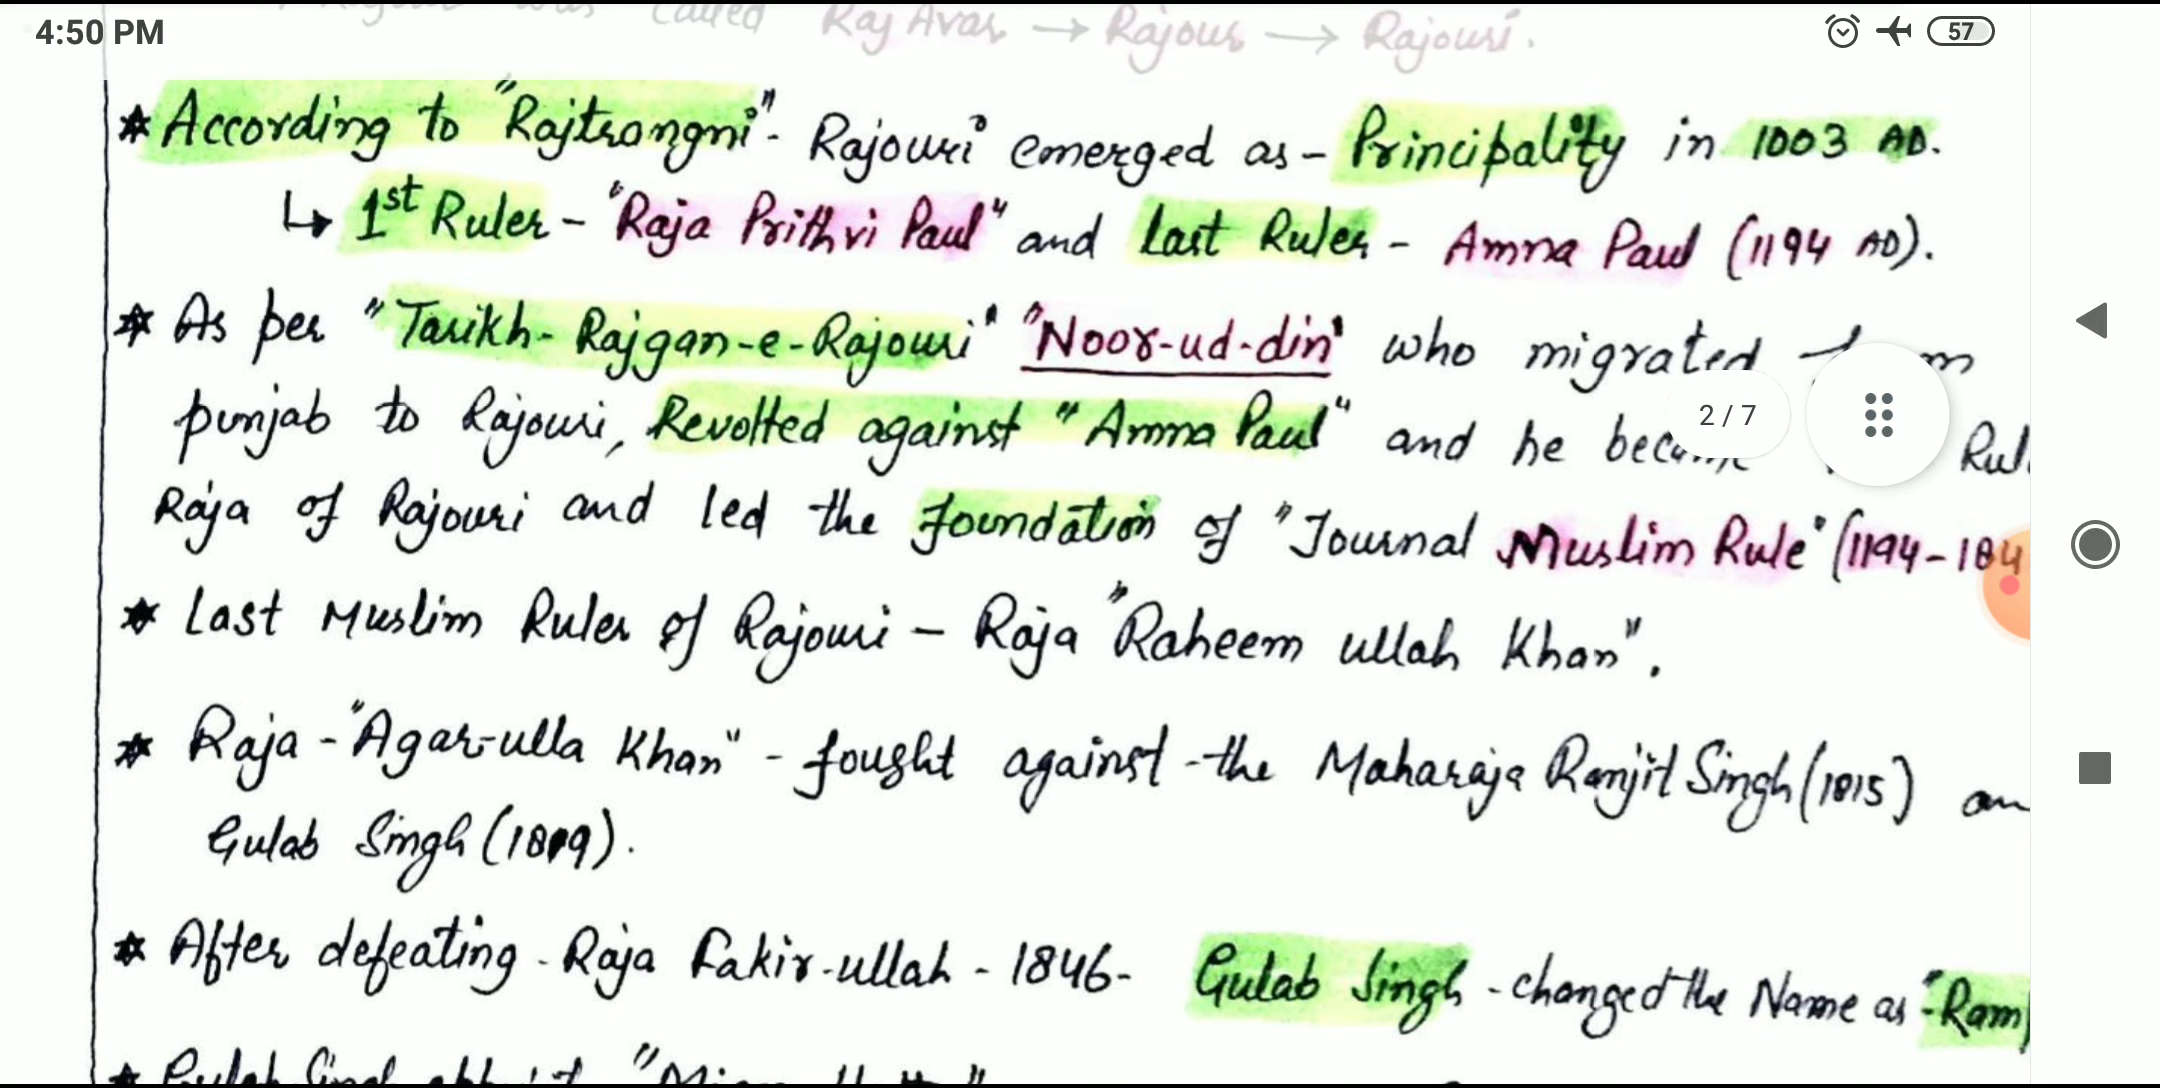 called Raj Avar → Rajour → Rajouri.
4:50 PM
57
★ According to "Rajtrangni"- Rajouri emerged as - Principality in 1003 AD.
↳ 1st Ruler - "Raja Prithvi Paul" and Last Ruler - Amna Paul (1194 AD).
★ As per "Tarikh- Rajgan-e-Rajouri" "Noor-ud-din" who migrated
punjab to Rajouri, Revolted against "Amna Paul" and he
2 / 7
Raja of Rajouri and led the foundation of "Journal Muslim Rule" (1194-184
★ Last Muslim Ruler of Rajouri - Raja "Raheem ullah Khan".
★ Raja - "Agar-ulla Khan" - fought against the Maharaja Ranjit Singh (1815) an
Gulab Singh (1819).
★ After defeating - Raja Fakir-ullah - 1846- Gulab Singh - changed the Name as - "Ram